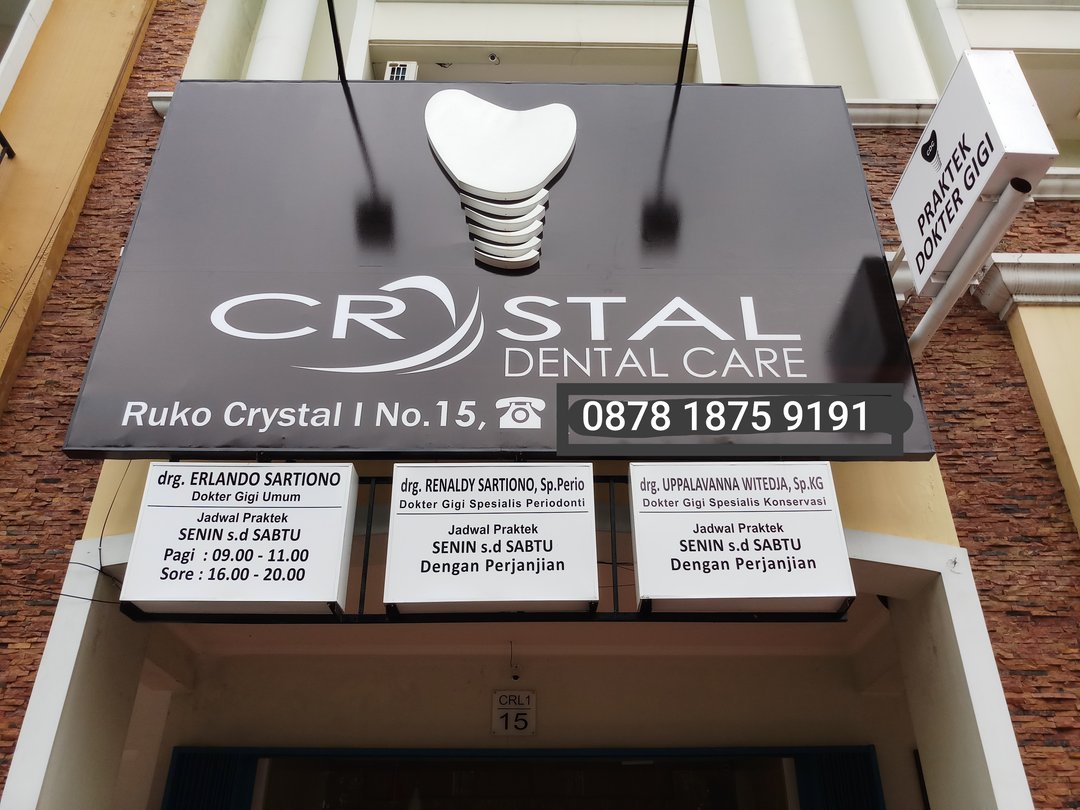 CRYSTAL
DENTAL CARE
Ruko Crystal I No.15, ☎ 0878 1875 9191
CDC
PRAKTEK
DOKTER GIGI
drg. ERLANDO SARTIONO
Dokter Gigi Umum
Jadwal Praktek
SENIN s.d SABTU
Pagi : 09.00 - 11.00
Sore : 16.00 - 20.00
drg. RENALDY SARTIONO, Sp.Perio
Dokter Gigi Spesialis Periodonti
Jadwal Praktek
SENIN s.d SABTU
Dengan Perjanjian
drg. UPPALAVANNA WITEDJA, Sp.KG
Dokter Gigi Spesialis Konservasi
Jadwal Praktek
SENIN s.d SABTU
Dengan Perjanjian
CRL1
15